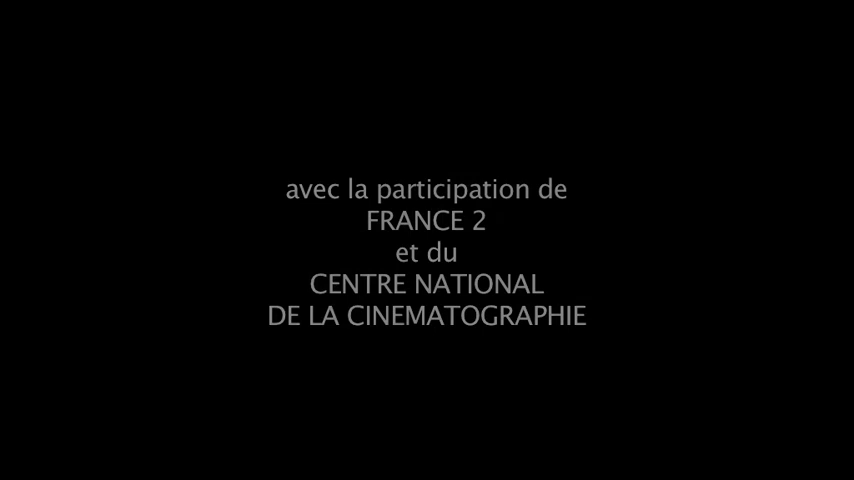 avec la participation de
FRANCE 2
et du
CENTRE NATIONAL
DE LA CINEMATOGRAPHIE